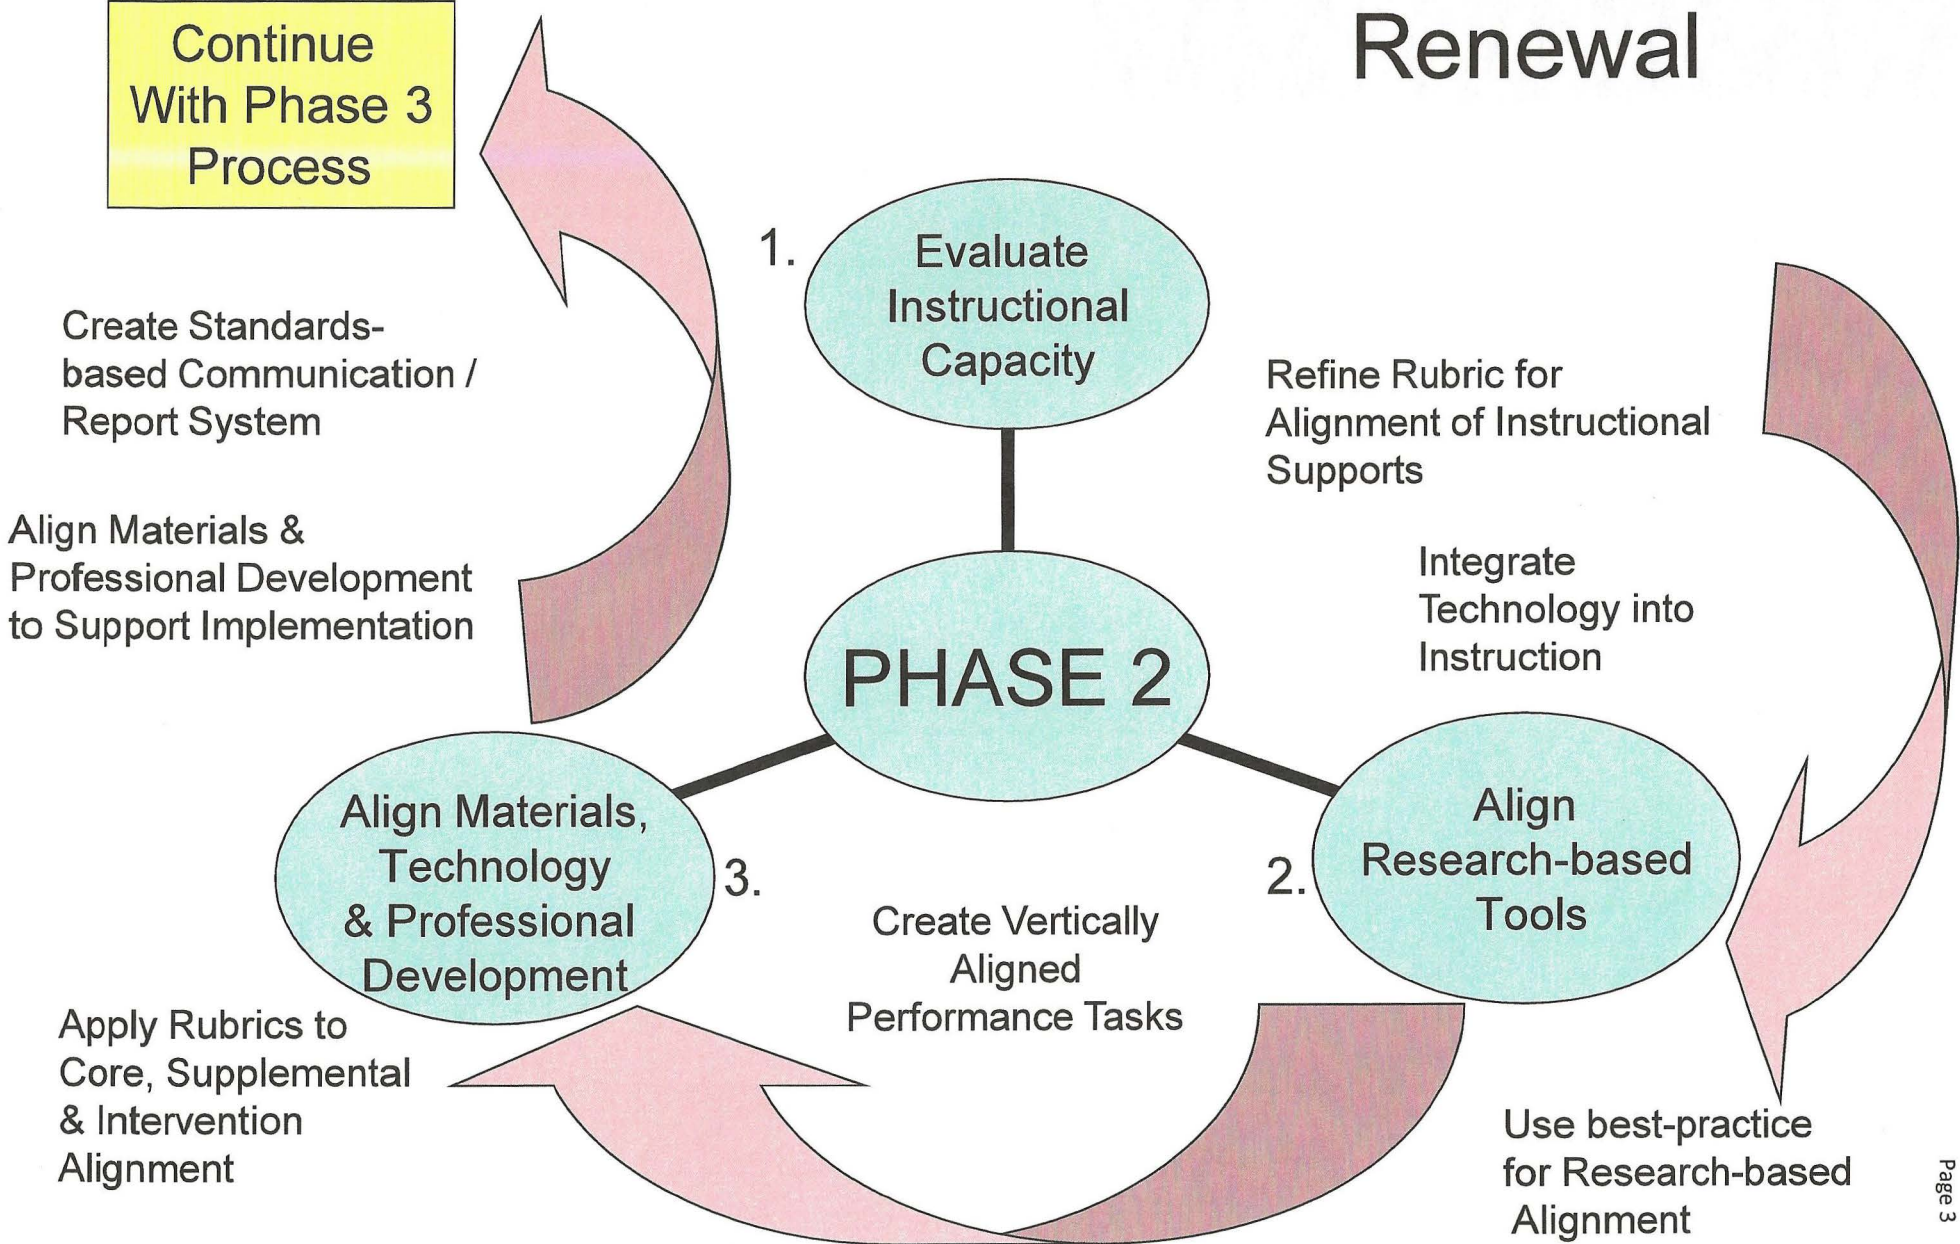 Renewal
Continue
With Phase 3
Process
1.
Evaluate
Instructional
Capacity
Create Standards-
based Communication /
Report System
Refine Rubric for
Alignment of Instructional
Supports
Align Materials &
Professional Development
to Support Implementation
Integrate
Technology into
Instruction
PHASE 2
Align
Research-based
Tools
2.
Align Materials,
Technology
& Professional
Development
3.
Create Vertically
Aligned
Performance Tasks
Apply Rubrics to
Core, Supplemental
& Intervention
Alignment
Use best-practice
for Research-based
Alignment
Page 3